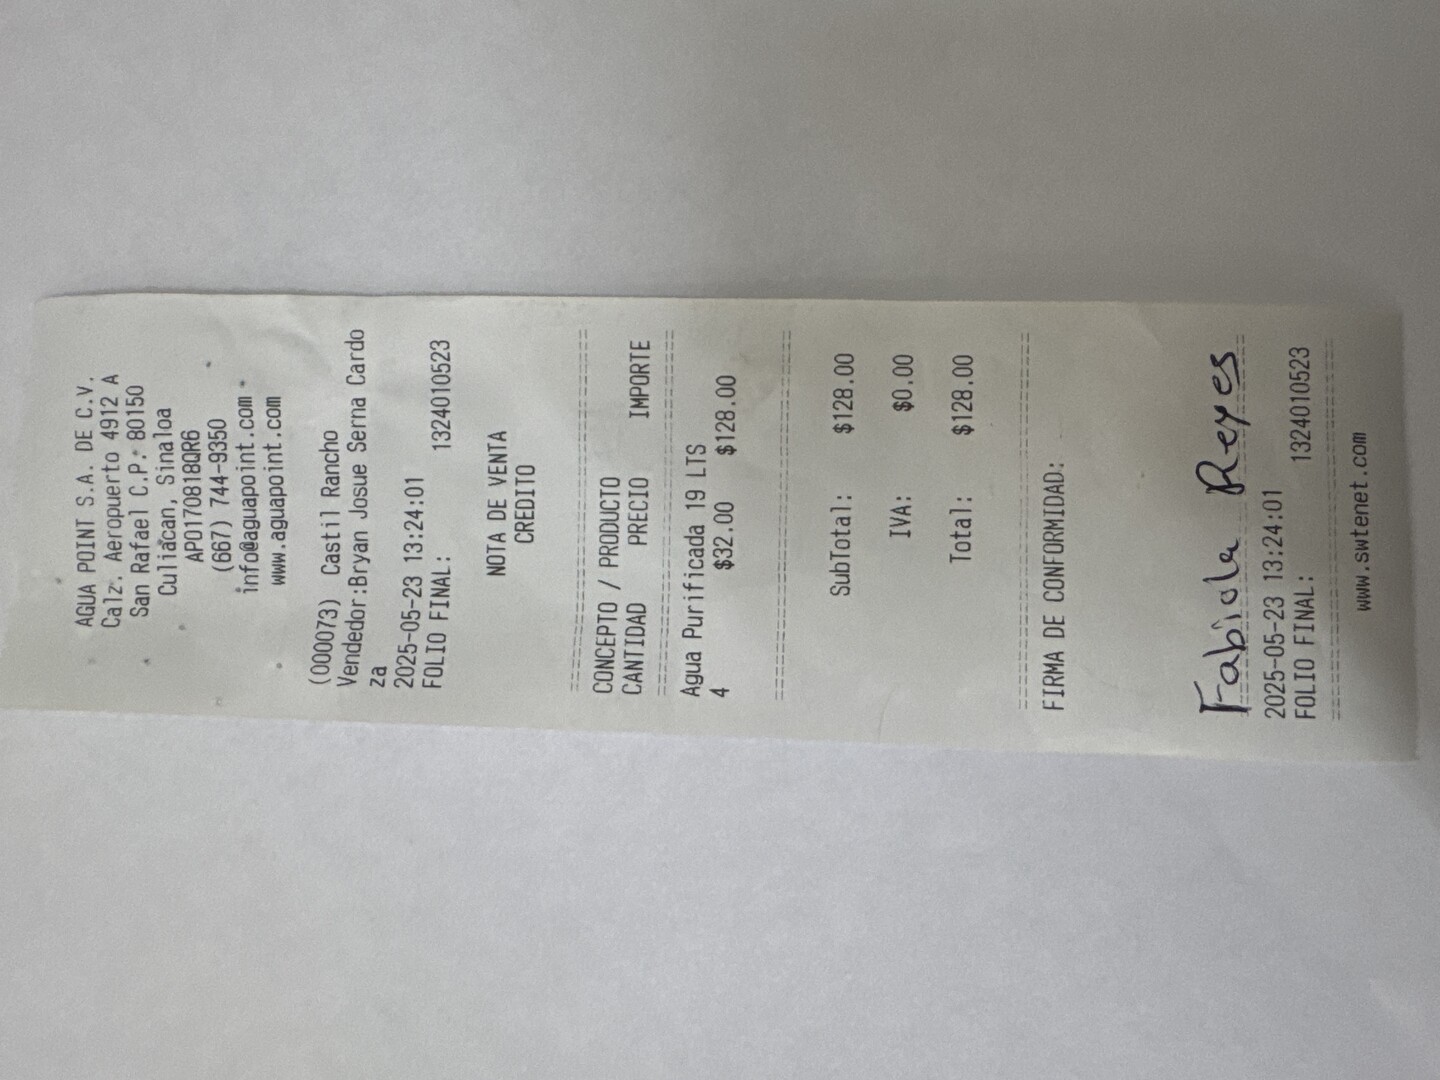 AGUA POINT S.A. DE C.V.
Calz. Aeropuerto 4912 A
San Rafael C.P. 80150
Culiacan, Sinaloa
APO170818QR6
(667) 744-9350
info@aguapoint.com
www.aguapoint.com
(000073) Castil Rancho
Vendedor:Bryan Josue Serna Cardo
za
2025-05-23 13:24:01
FOLIO FINAL: 1324010523
NOTA DE VENTA
CREDITO
================================
CONCEPTO / PRODUCTO
CANTIDAD PRECIO IMPORTE
================================
Agua Purificada 19 LTS
4 $32.00 $128.00
================================
SubTotal: $128.00
IVA: $0.00
Total: $128.00
================================
FIRMA DE CONFORMIDAD:
Fabiola Reyes
================================
2025-05-23 13:24:01
FOLIO FINAL: 1324010523
================================
www.swtenet.com